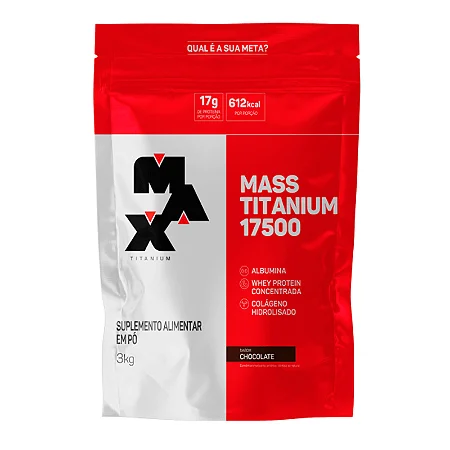 QUAL É A SUA META?
17g
DE PROTEÍNA
POR PORÇÃO
612kcal
POR PORÇÃO
MAX
TITANIUM
MASS
TITANIUM
17500
ALBUMINA
WHEY PROTEIN
CONCENTRADA
COLÁGENO
HIDROLISADO
SUPLEMENTO ALIMENTAR
EM PÓ
3kg
SABOR
CHOCOLATE